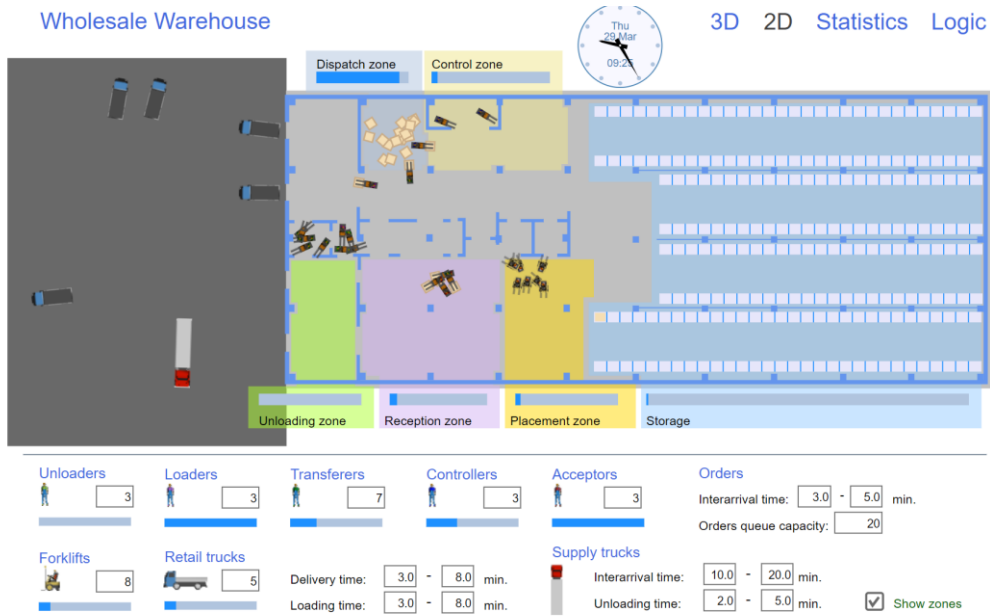 Wholesale Warehouse
3D 2D Statistics Logic
Thu
29 Mar
09:25
Dispatch zone
Control zone
Unloading zone
Reception zone
Placement zone
Storage
Unloaders
3
Loaders
3
Transferers
7
Controllers
3
Acceptors
3
Orders
Interarrival time: 3.0 - 5.0 min.
Orders queue capacity: 20
Forklifts
8
Retail trucks
5
Delivery time: 3.0 - 8.0 min.
Loading time: 3.0 - 8.0 min.
Supply trucks
Interarrival time: 10.0 - 20.0 min.
Unloading time: 2.0 - 5.0 min.
Show zones